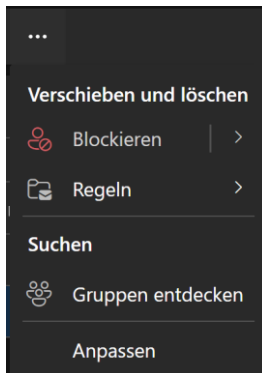 Verschieben und löschen
Blockieren
Regeln
Suchen
Gruppen entdecken
Anpassen